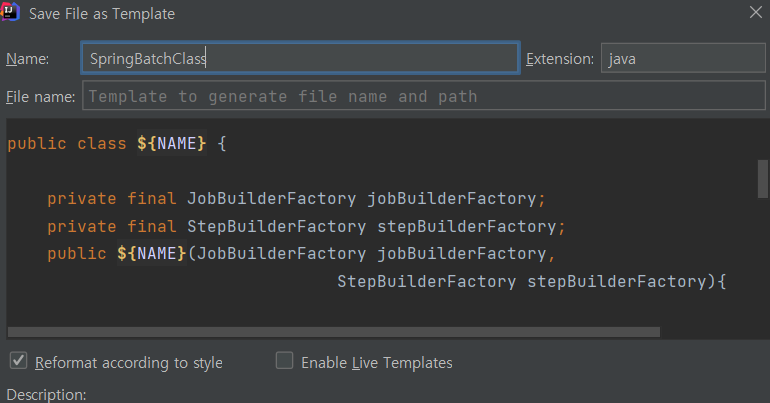 Save File as Template
Name: SpringBatchClass Extension: java
File name: Template to generate file name and path
public class ${NAME} {
private final JobBuilderFactory jobBuilderFactory;
private final StepBuilderFactory stepBuilderFactory;
public ${NAME}(JobBuilderFactory jobBuilderFactory,
StepBuilderFactory stepBuilderFactory){
Reformat according to style Enable Live Templates
Description: